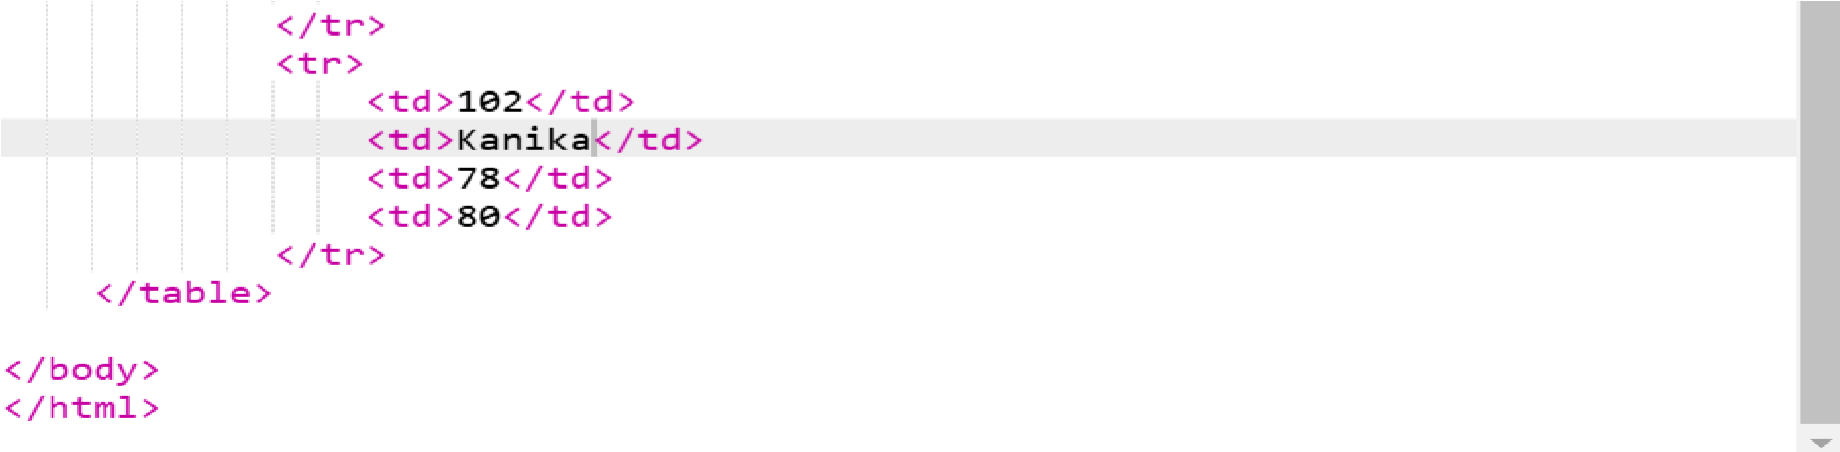 </tr>
<tr>
<td>102</td>
<td>Kanika</td>
<td>78</td>
<td>80</td>
</tr>
</table>
</body>
</html>